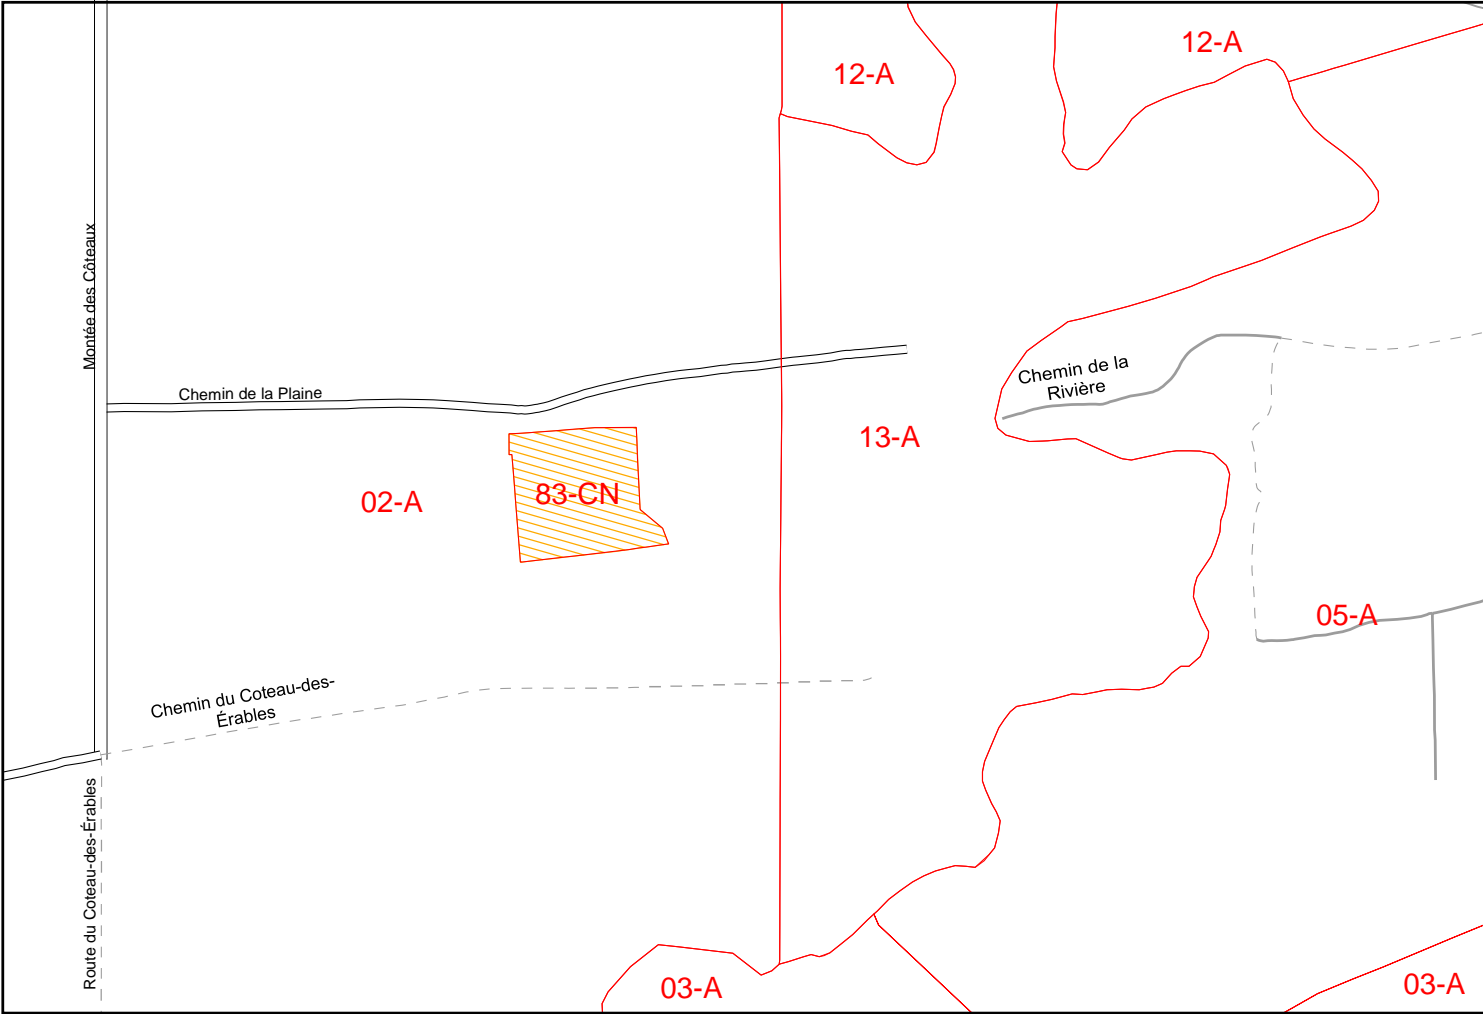 12-A
12-A
Montée des Côteaux
Chemin de la Plaine
Chemin de la
Rivière
13-A
02-A
83-CN
05-A
Chemin du Coteau-des-
Érables
Route du Coteau-des-Érables
03-A
03-A